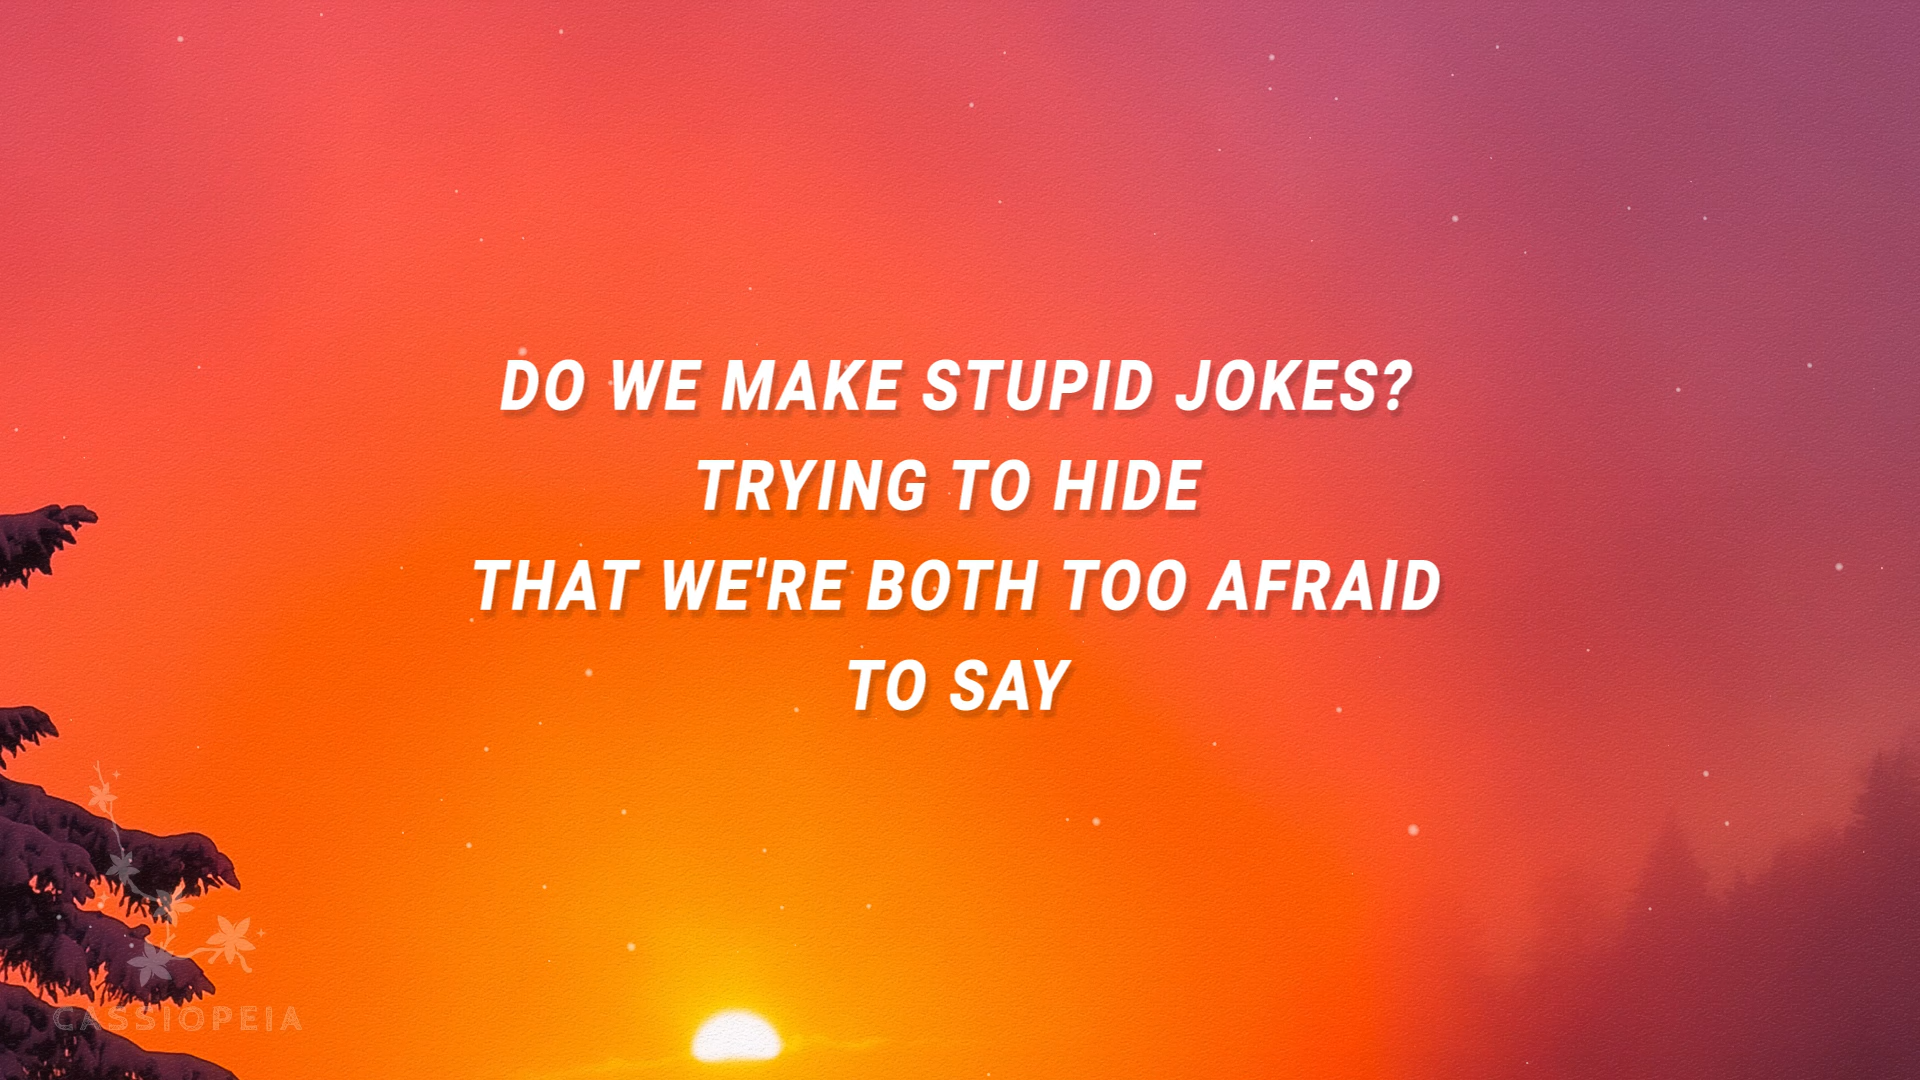 DO WE MAKE STUPID JOKES?
TRYING TO HIDE
THAT WE'RE BOTH TOO AFRAID
TO SAY
CASSIOPEIA